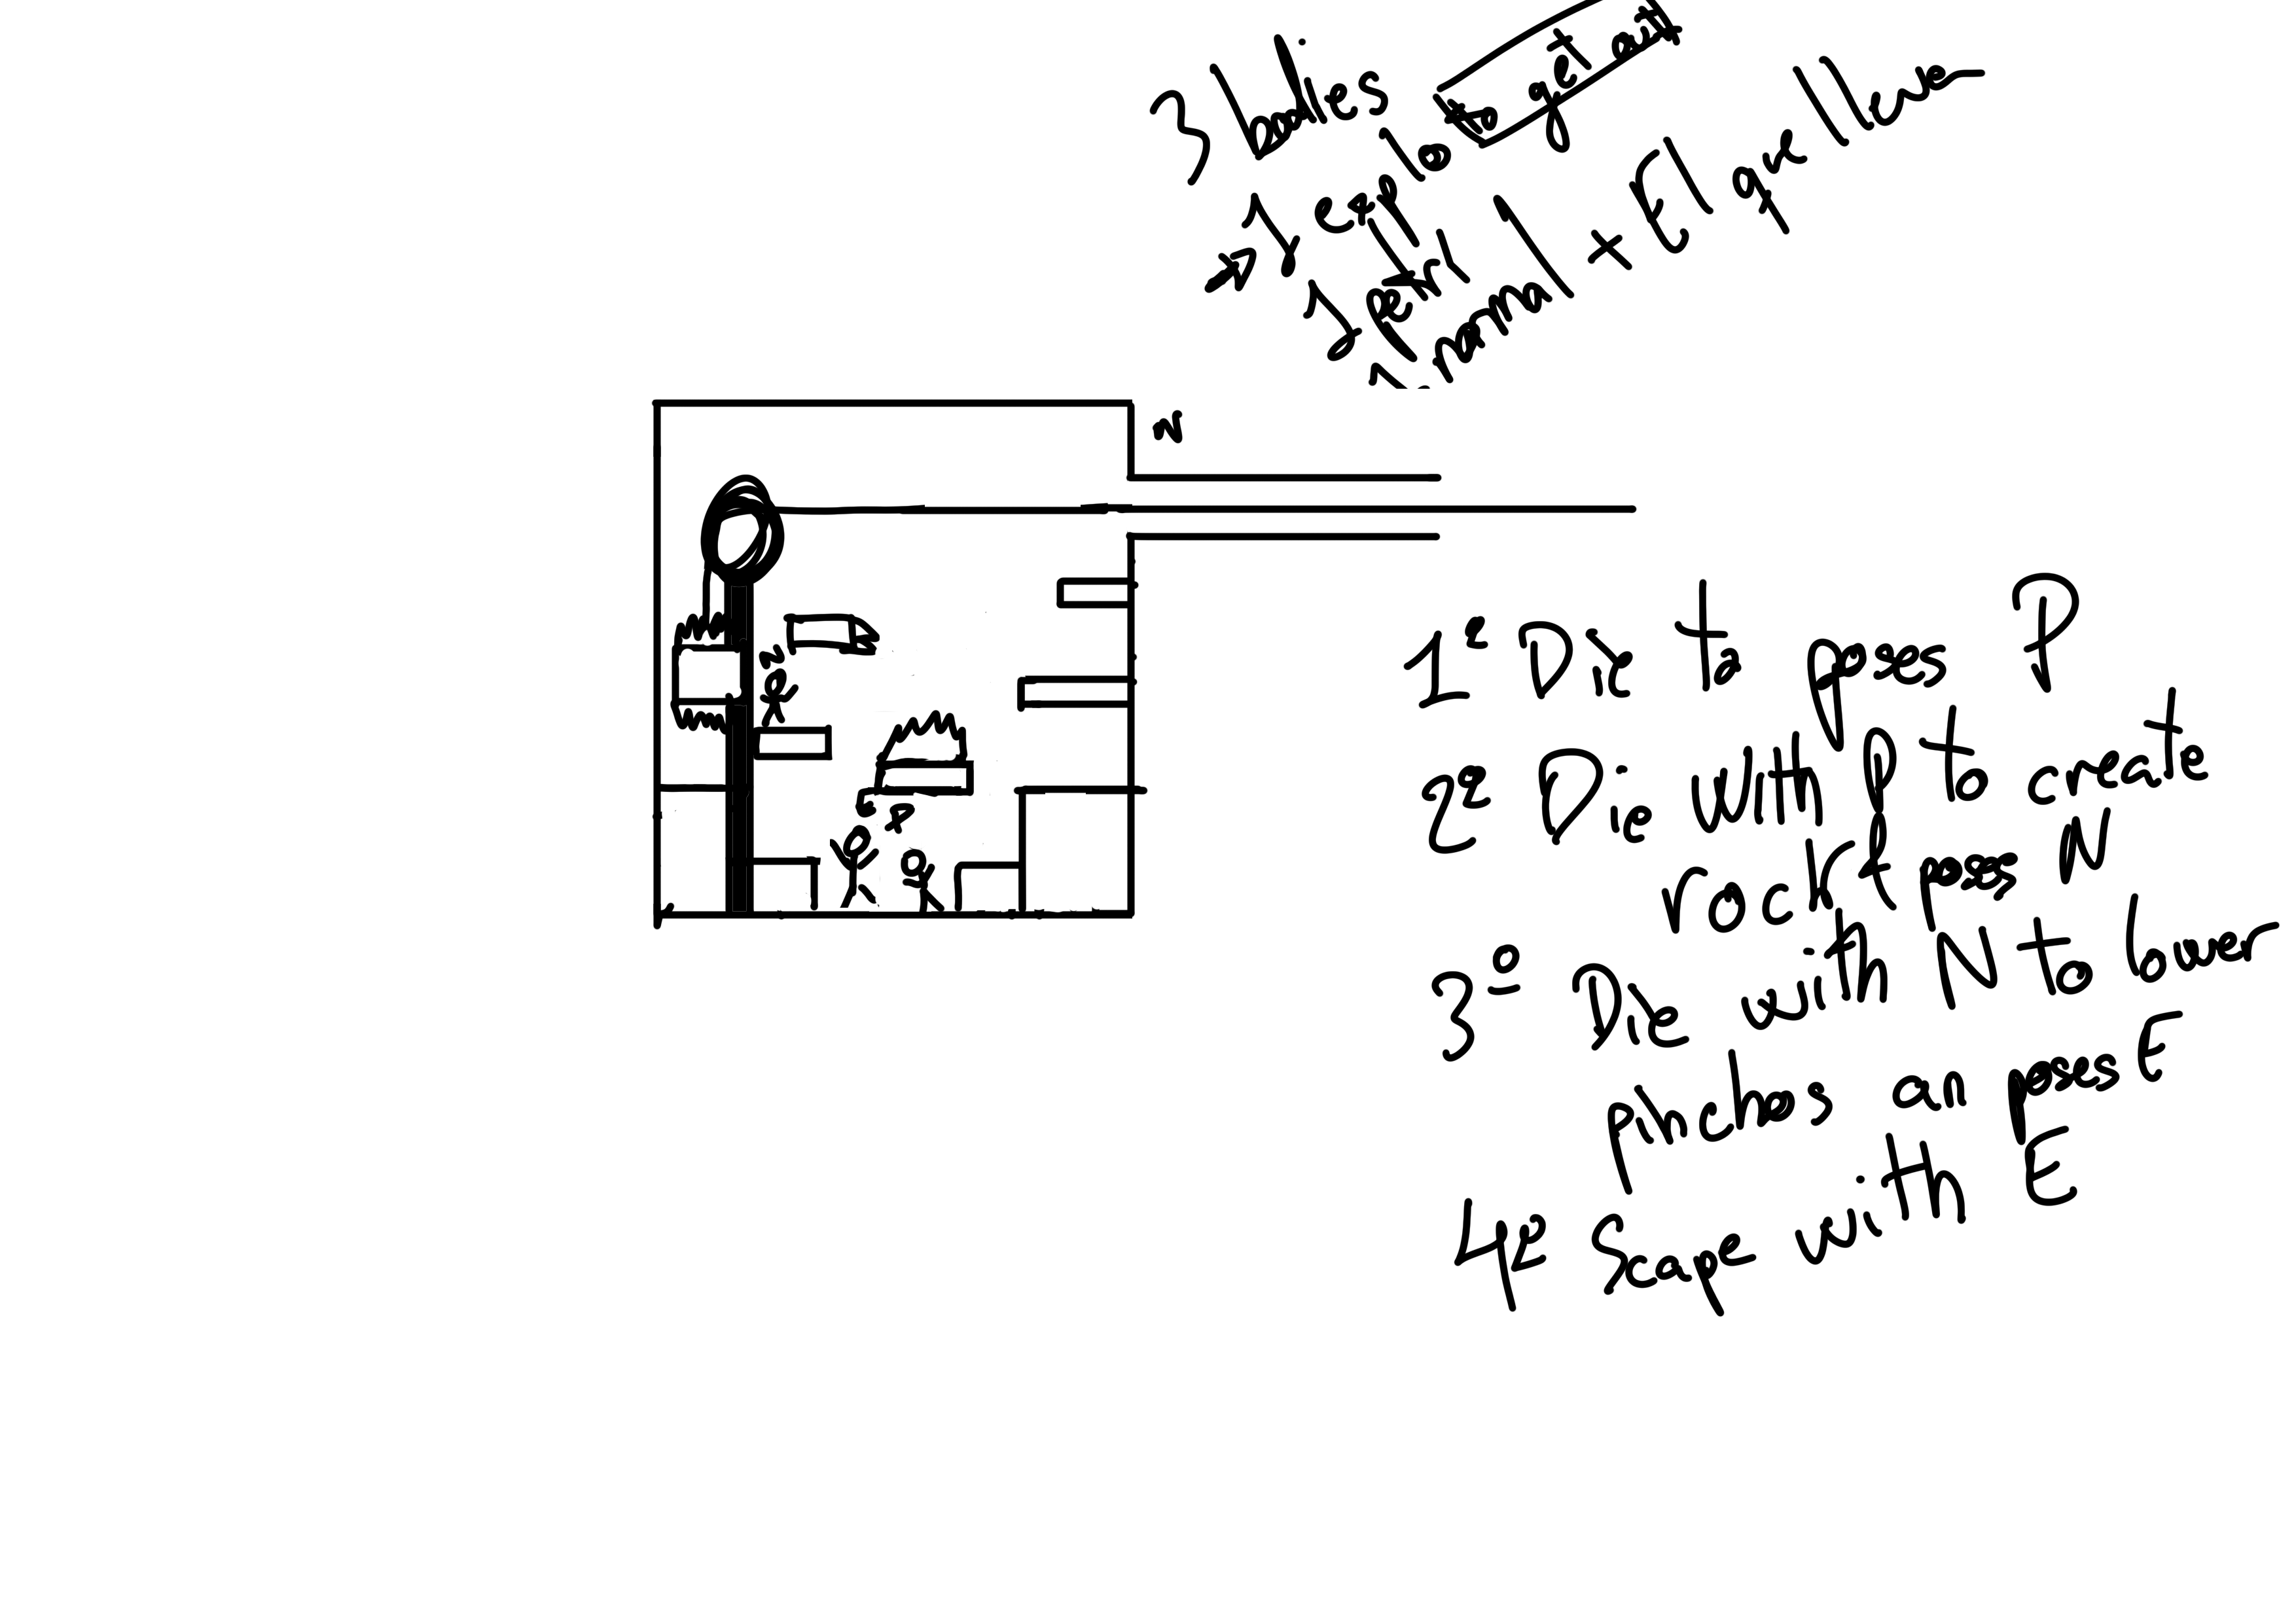 3 bodies
→ 1 explo to get out
1 petri
1 normal + El que lleve
N
N
E P
1º Die to poses P
2º Die with P to create
rock & poses N
3º Die with N to lower
pinchos an poses E
4º Scape with E